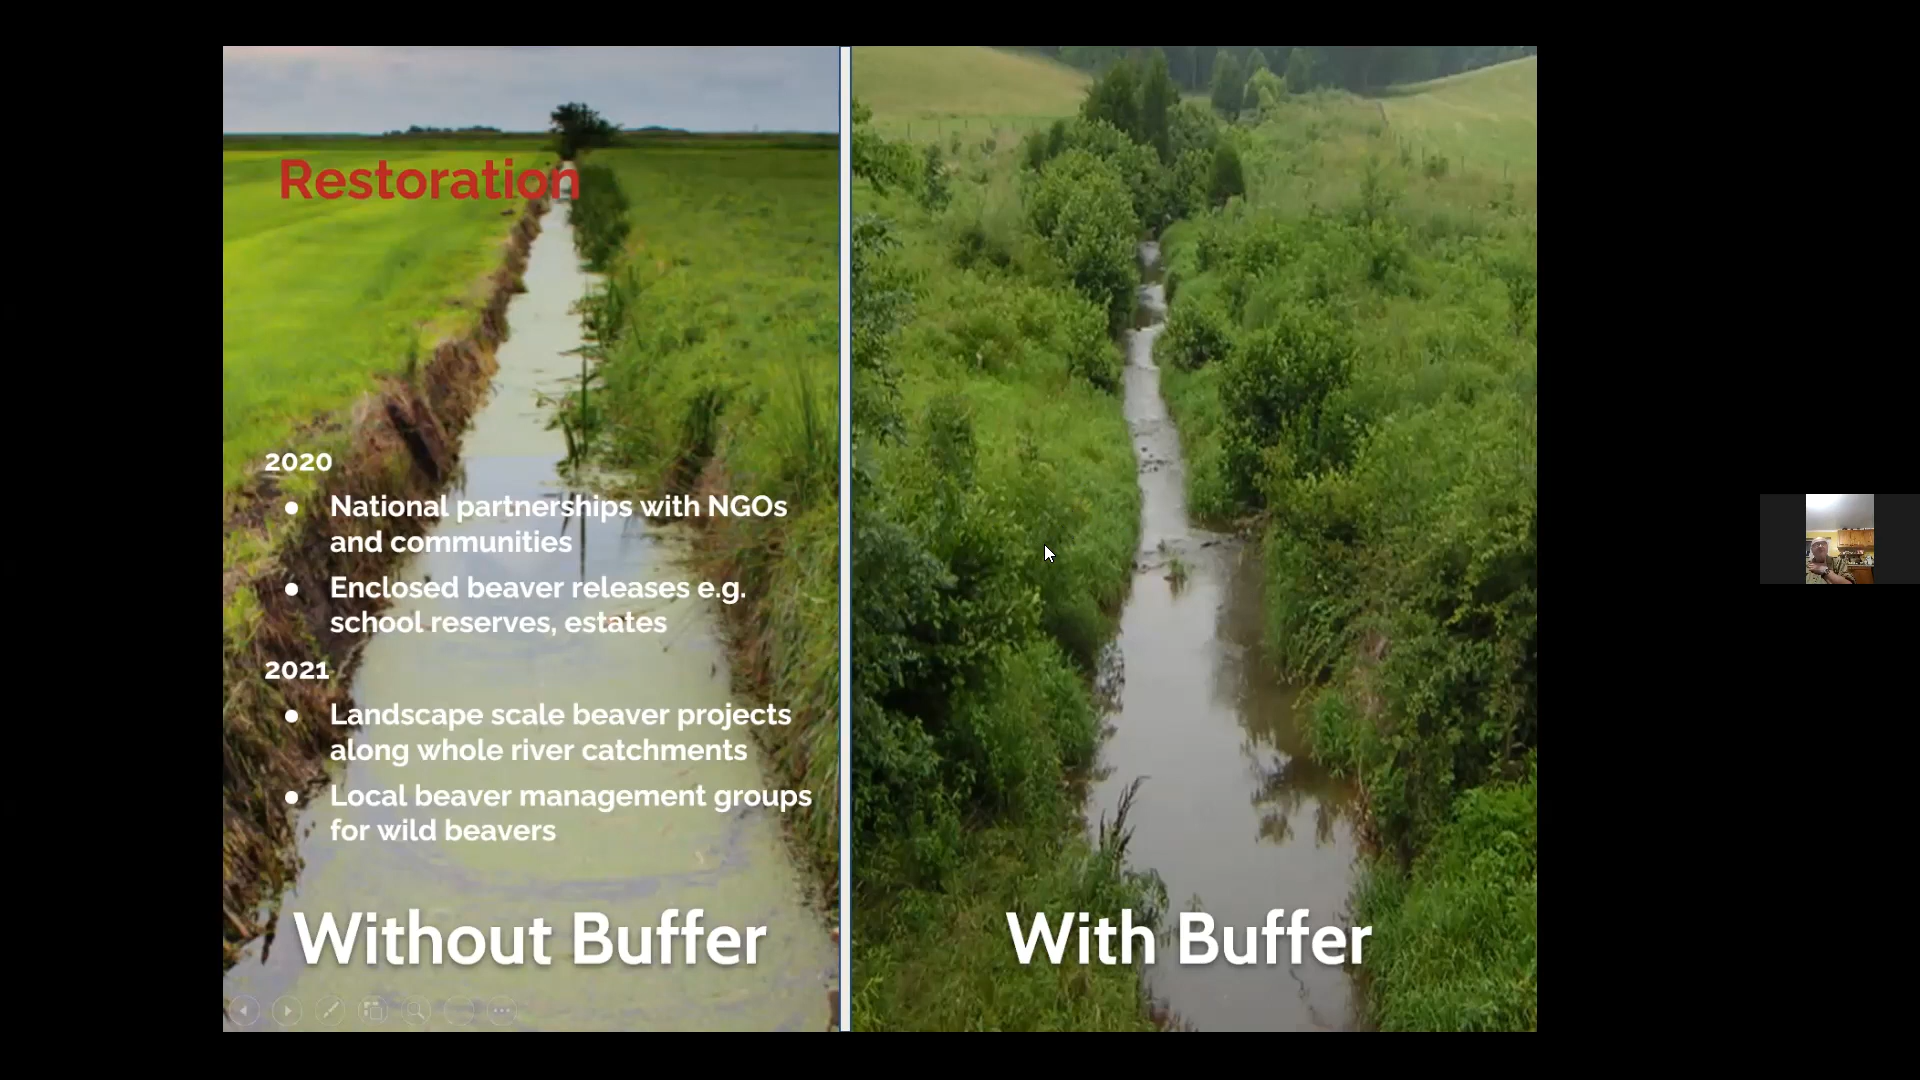 Restoration
2020
● National partnerships with NGOs
and communities
● Enclosed beaver releases e.g.
school reserves, estates
2021
● Landscape scale beaver projects
along whole river catchments
● Local beaver management groups
for wild beavers
Without Buffer
With Buffer